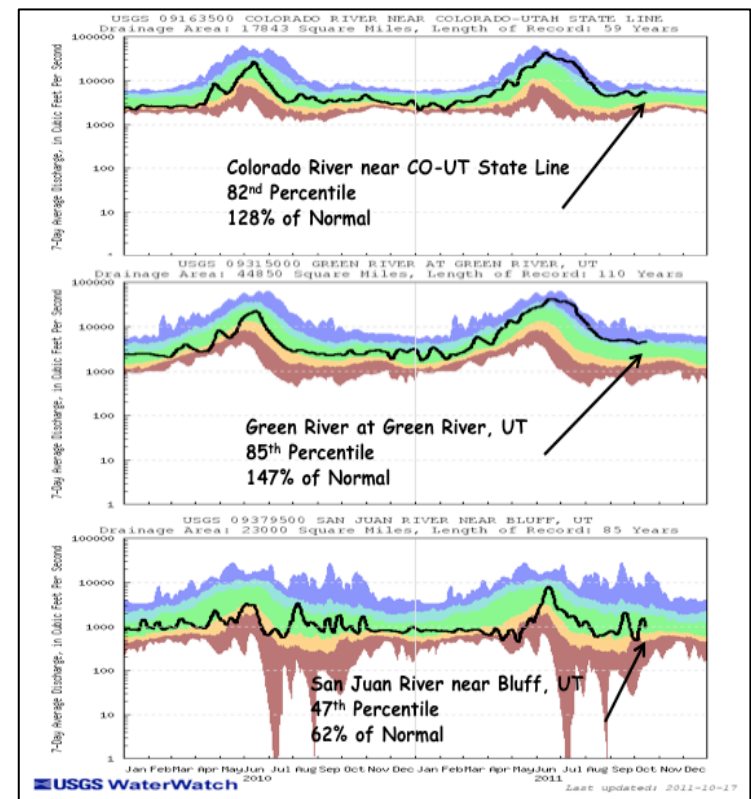 USGS 09163500 COLORADO RIVER NEAR COLORADO-UTAH STATE LINE
Drainage Area: 17843 Square Miles, Length of Record: 59 Years
7-Day Average Discharge, in Cubic Feet Per Second
100000
10000
1000
100
10
1
Colorado River near CO-UT State Line
82nd Percentile
128% of Normal
USGS 09315000 GREEN RIVER AT GREEN RIVER, UT
Drainage Area: 44850 Square Miles, Length of Record: 110 Years
7-Day Average Discharge, in Cubic Feet Per Second
100000
10000
1000
100
10
1
Green River at Green River, UT
85th Percentile
147% of Normal
USGS 09379500 SAN JUAN RIVER NEAR BLUFF, UT
Drainage Area: 23000 Square Miles, Length of Record: 85 Years
7-Day Average Discharge, in Cubic Feet Per Second
100000
10000
1000
100
10
1
San Juan River near Bluff, UT
47th Percentile
62% of Normal
Jan Feb Mar Apr May Jun Jul Aug Sep Oct Nov Dec Jan Feb Mar Apr May Jun Jul Aug Sep Oct Nov Dec
2010 2011
USGS WaterWatch
Last updated: 2011-10-17